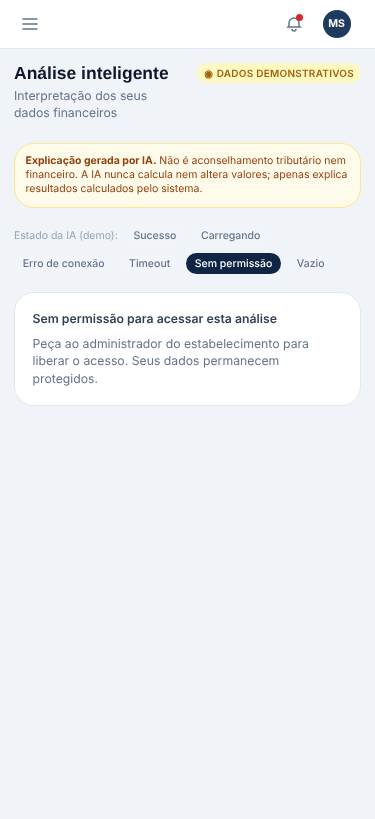 MS
Análise inteligente
DADOS DEMONSTRATIVOS
Interpretação dos seus
dados financeiros
Explicação gerada por IA. Não é aconselhamento tributário nem
financeiro. A IA nunca calcula nem altera valores; apenas explica
resultados calculados pelo sistema.
Estado da IA (demo): Sucesso Carregando
Erro de conexão Timeout Sem permissão Vazio
Sem permissão para acessar esta análise
Peça ao administrador do estabelecimento para
liberar o acesso. Seus dados permanecem
protegidos.